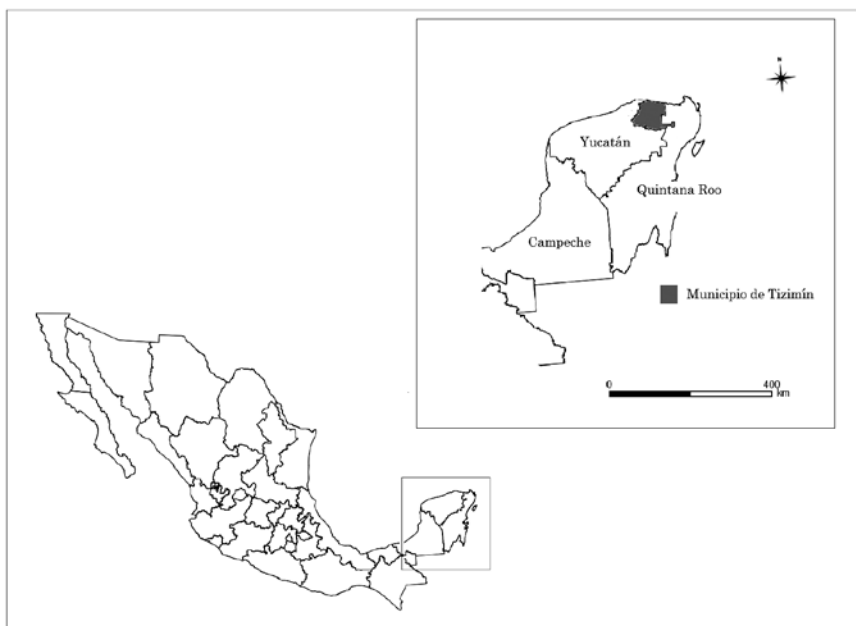 N
Yucatán
Quintana Roo
Campeche
Municipio de Tizimín
0 400
km